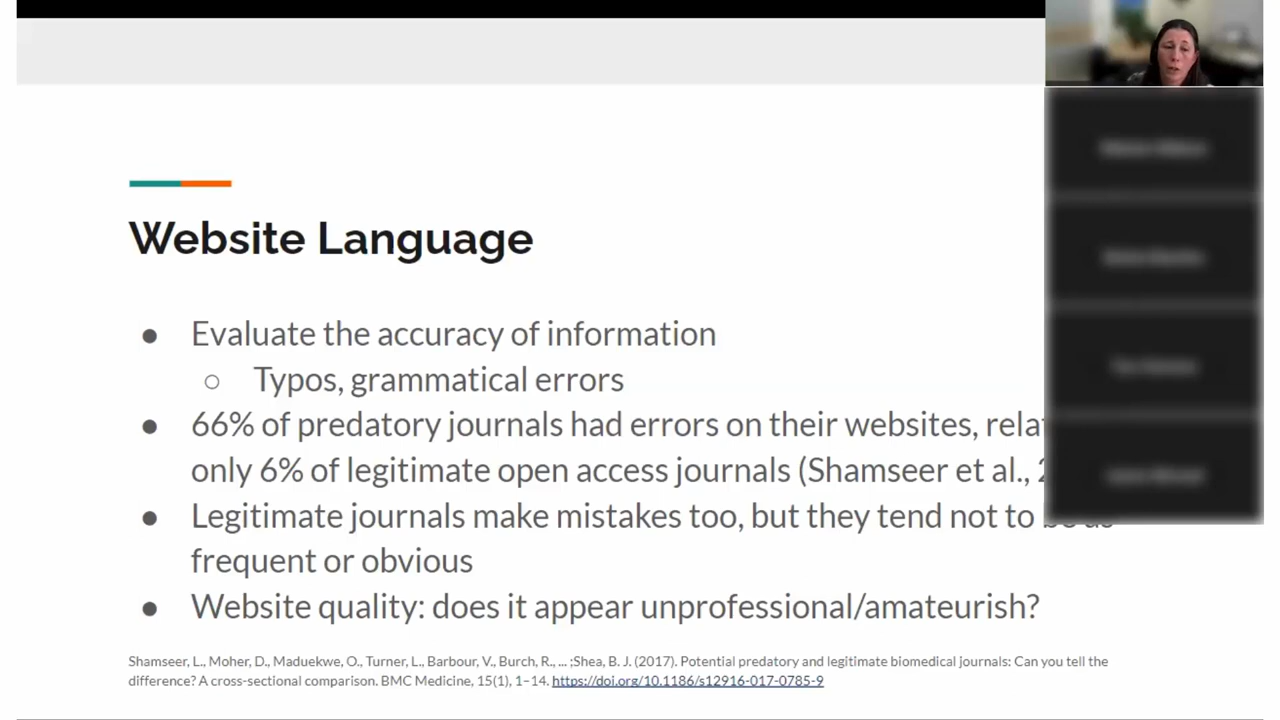 Website Language
● Evaluate the accuracy of information
○ Typos, grammatical errors
● 66% of predatory journals had errors on their websites,
only 6% of legitimate open access journals (Shamseer et al.,
● Legitimate journals make mistakes too, but they tend not to
frequent or obvious
● Website quality: does it appear unprofessional/amateurish?
Shamseer, L., Moher, D., Maduekwe, O., Turner, L., Barbour, V., Burch, R., ... ;Shea, B. J. (2017). Potential predatory and legitimate biomedical journals: Can you tell the
difference? A cross-sectional comparison. BMC Medicine, 15(1), 1–14. https://doi.org/10.1186/s12916-017-0785-9